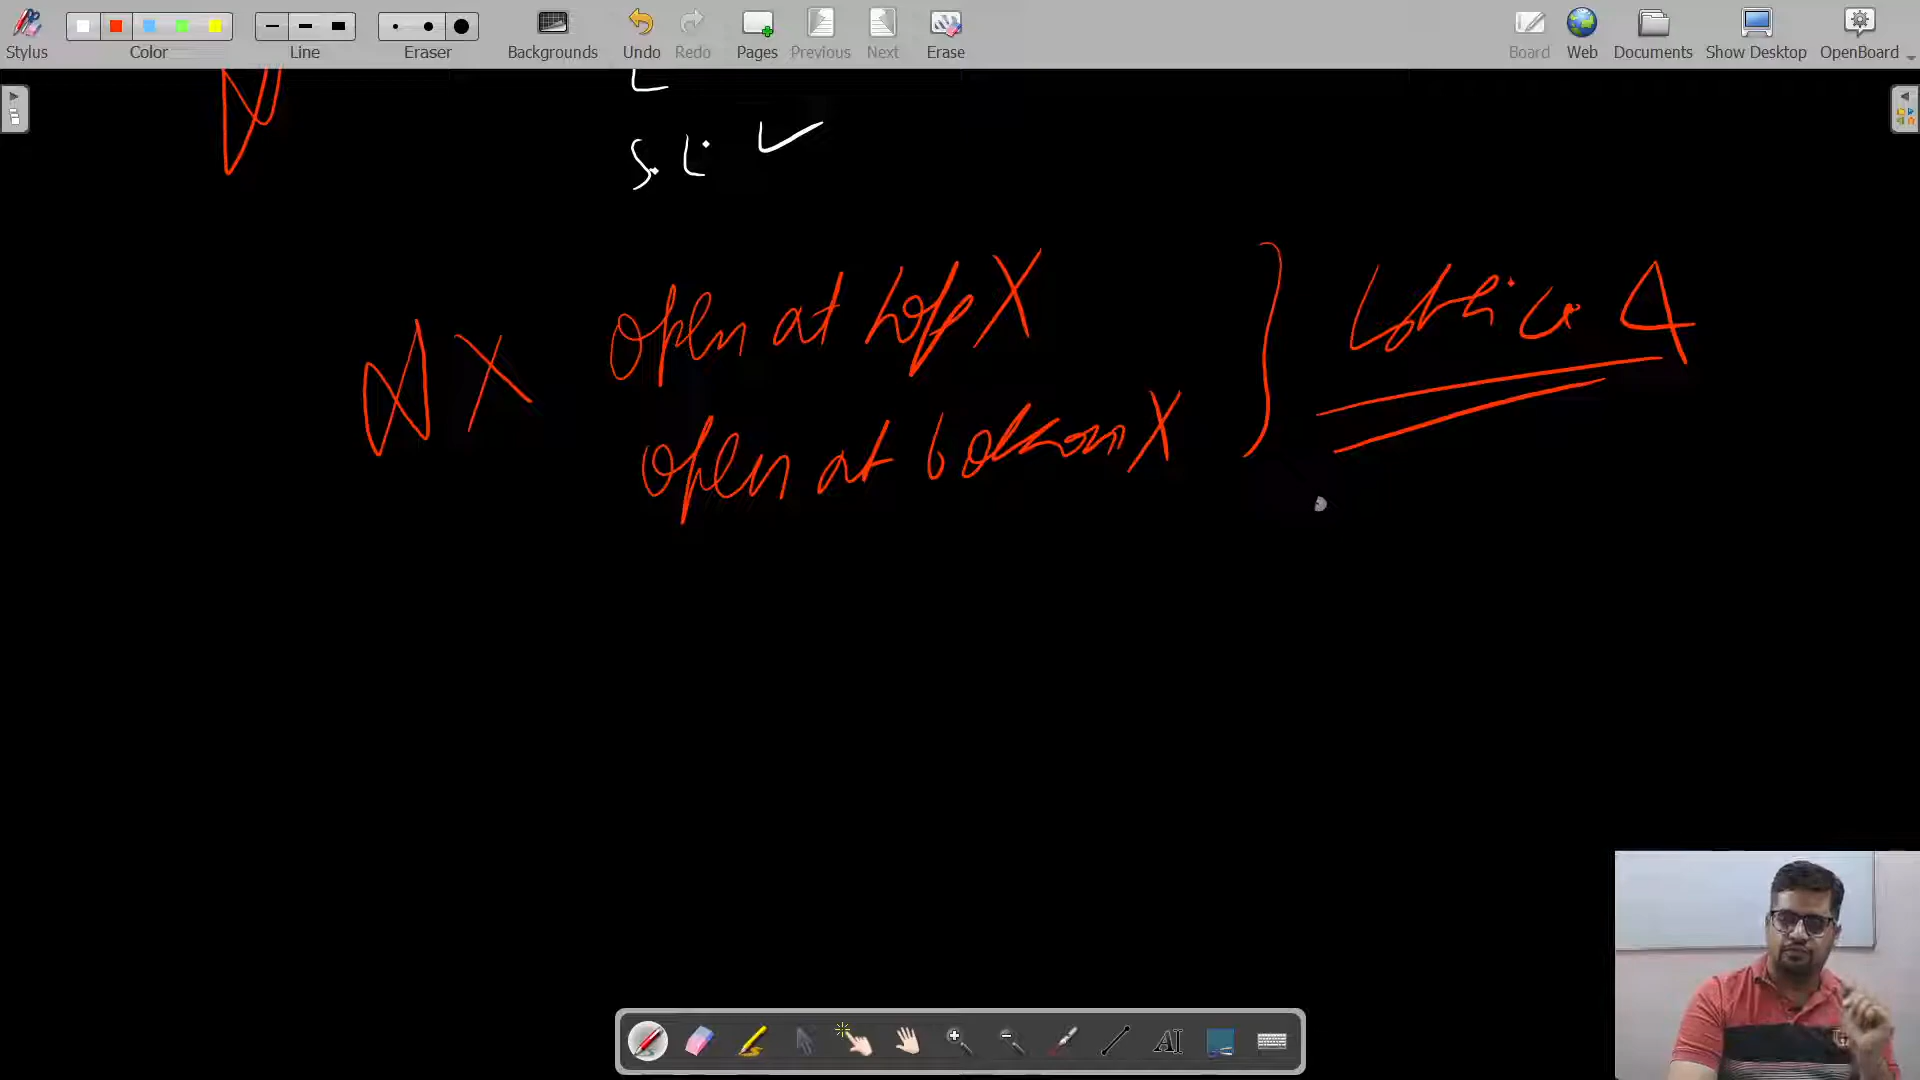 Stylus Color Line Eraser Backgrounds Undo Redo Pages Previous Next Erase Board Web Documents Show Desktop OpenBoard
S. L. ✓
open at top X
X
open at bottom X